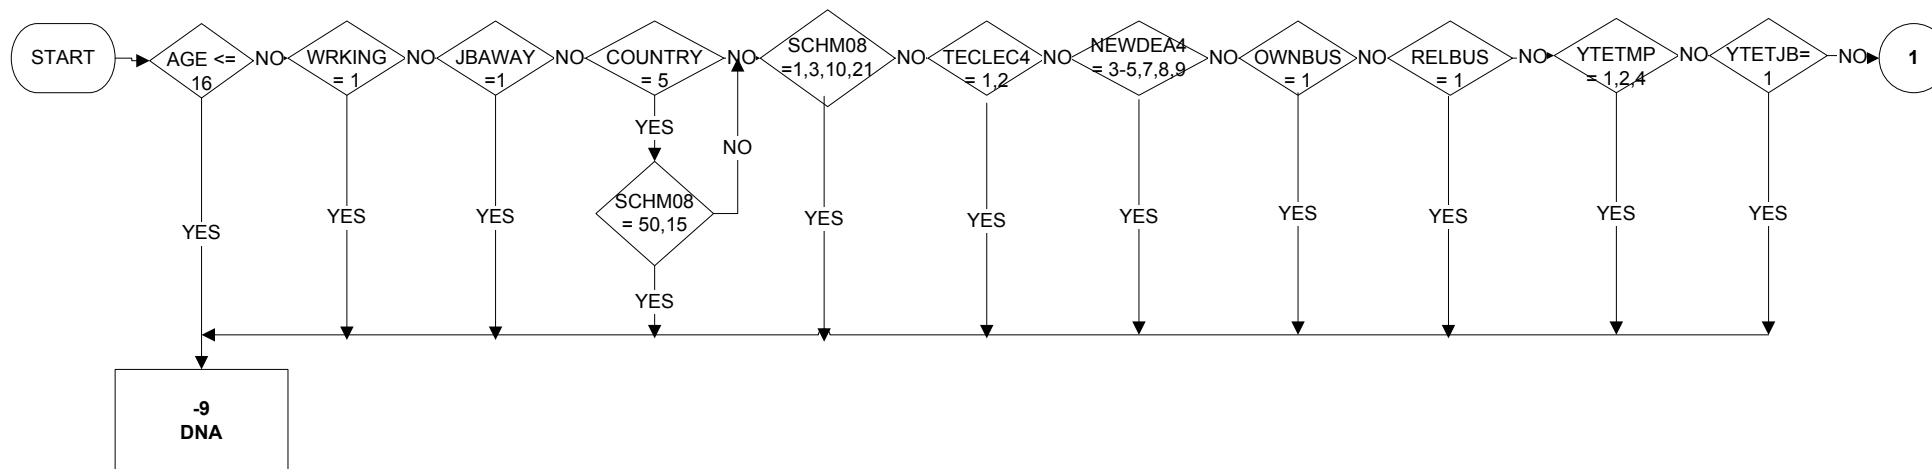 START
AGE <=
16
NO
WRKING
= 1
NO
JBAWAY
=1
NO
COUNTRY
= 5
NO
SCHM08
=1,3,10,21
NO
TECLEC4
= 1,2
NO
NEWDEA4
= 3-5,7,8,9
NO
OWNBUS
= 1
NO
RELBUS
= 1
NO
YTETMP
= 1,2,4
NO
YTETJB=
1
NO
1
YES
NO
SCHM08
= 50,15
YES
YES
YES
YES
YES
YES
YES
YES
YES
YES
YES
-9
DNA